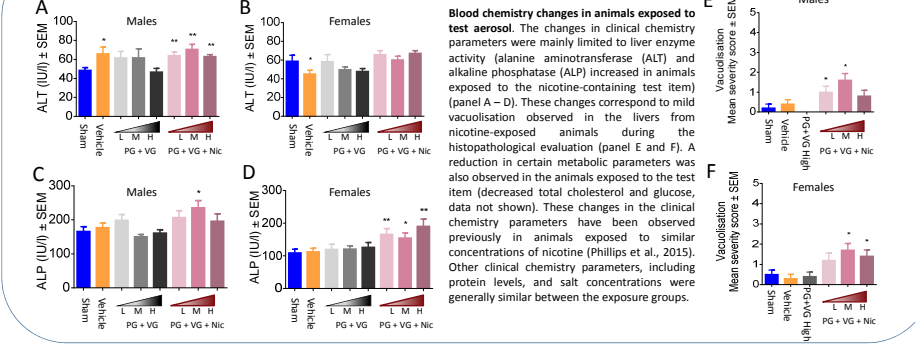 A
Males
ALT (IU/l) ± SEM
100
80
60
40
20
0
*
**
**
**
Sham
Vehicle
L M H
PG + VG
L M H
PG + VG + Nic
B
Females
ALT (IU/l) ± SEM
100
80
60
40
20
0
*
Sham
Vehicle
L M H
PG + VG
L M H
PG + VG + Nic
C
Males
ALP (IU/l) ± SEM
300
200
100
0
*
Sham
Vehicle
L M H
PG + VG
L M H
PG + VG + Nic
D
Females
ALP (IU/l) ± SEM
300
200
100
0
**
*
**
Sham
Vehicle
L M H
PG + VG
L M H
PG + VG + Nic
Blood chemistry changes in animals exposed to
test aerosol. The changes in clinical chemistry
parameters were mainly limited to liver enzyme
activity (alanine aminotransferase (ALT) and
alkaline phosphatase (ALP) increased in animals
exposed to the nicotine-containing test item)
(panel A – D). These changes correspond to mild
vacuolisation observed in the livers from
nicotine-exposed animals during the
histopathological evaluation (panel E and F). A
reduction in certain metabolic parameters was
also observed in the animals exposed to the test
item (decreased total cholesterol and glucose,
data not shown). These changes in the clinical
chemistry parameters have been observed
previously in animals exposed to similar
concentrations of nicotine (Phillips et al., 2015).
Other clinical chemistry parameters, including
protein levels, and salt concentrations were
generally similar between the exposure groups.
E
Males
Vacuolisation
Mean severity score ± SEM
5
4
3
2
1
0
*
*
Sham
Vehicle
PG+VG High
L M H
PG + VG + Nic
F
Females
Vacuolisation
Mean severity score ± SEM
5
4
3
2
1
0
*
*
Sham
Vehicle
PG+VG High
L M H
PG + VG + Nic